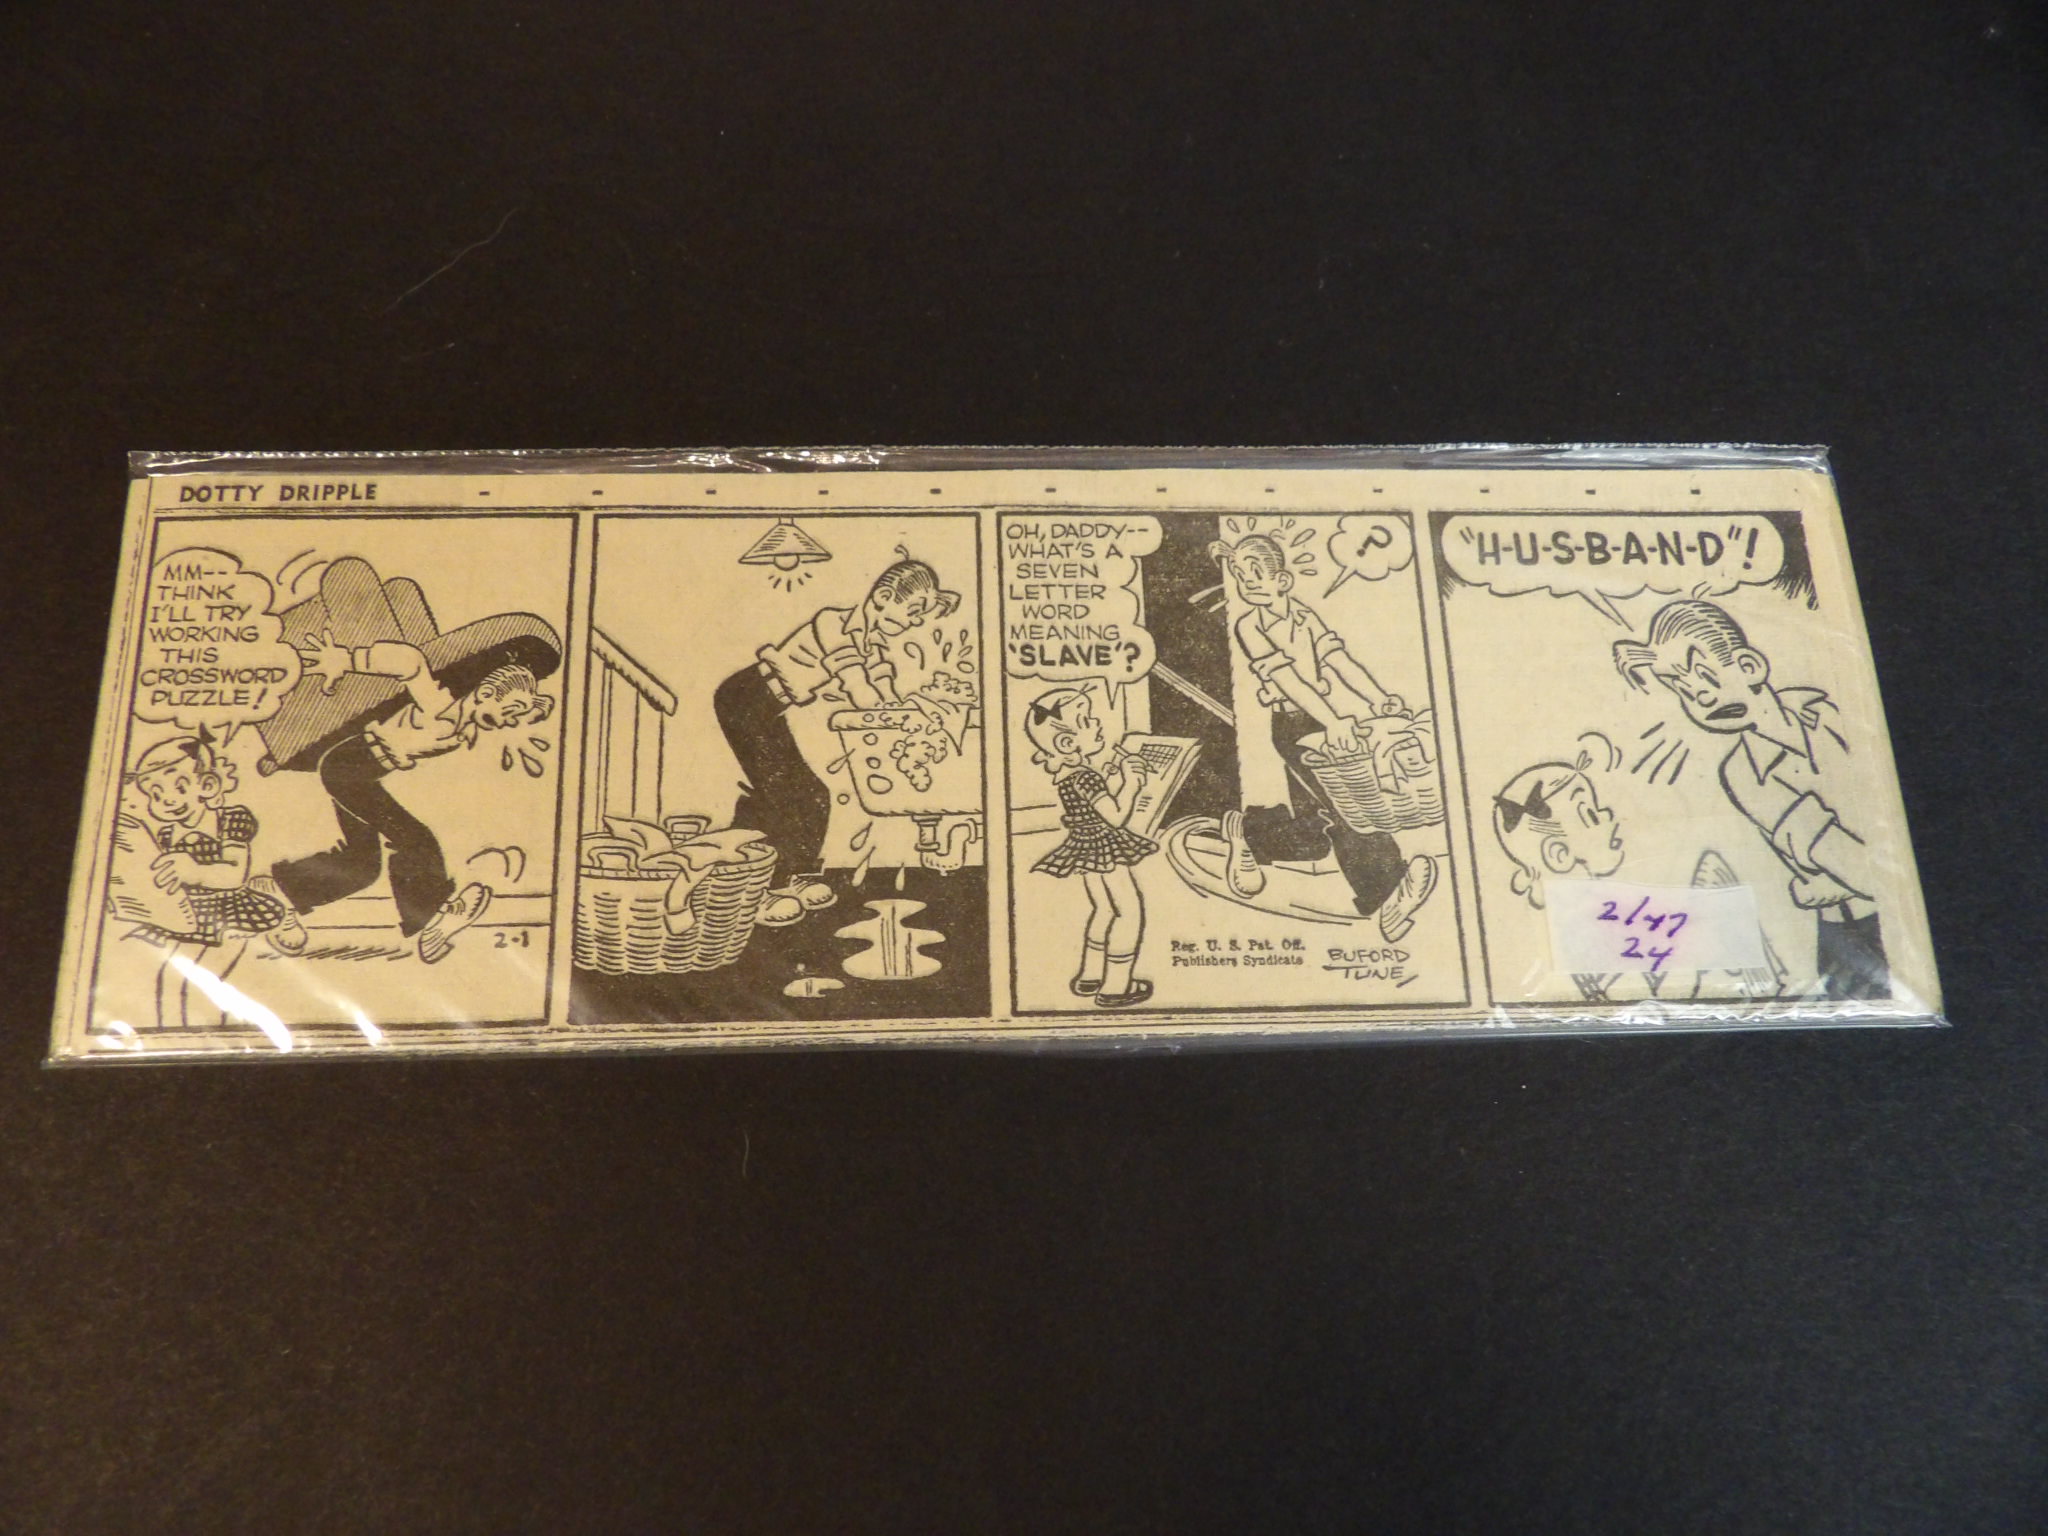 DOTTY DRIPPLE
MM--
THINK
I'LL TRY
WORKING
THIS
CROSSWORD
PUZZLE!
2-1
OH, DADDY--
WHAT'S A
SEVEN
LETTER
WORD
MEANING
'SLAVE'?
?
Reg. U. S. Pat. Off.
Publishers Syndicate
BUFORD
TUNE
"H-U-S-B-A-N-D"!
2/47
24